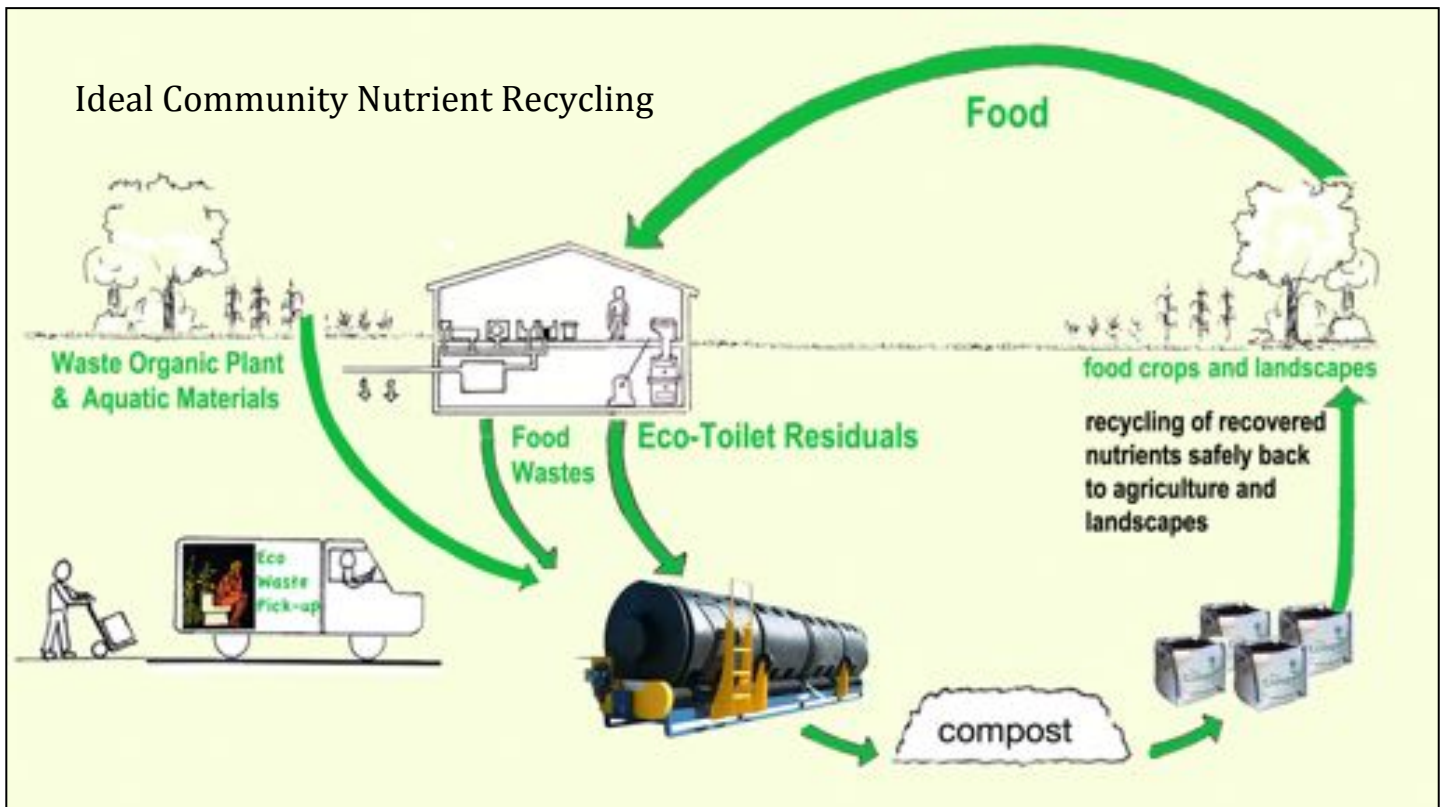 Ideal Community Nutrient Recycling
Food
Waste Organic Plant
& Aquatic Materials
Food
Wastes
Eco-Toilet Residuals
food crops and landscapes
recycling of recovered
nutrients safely back
to agriculture and
landscapes
Eco
Waste
Pick-up
compost